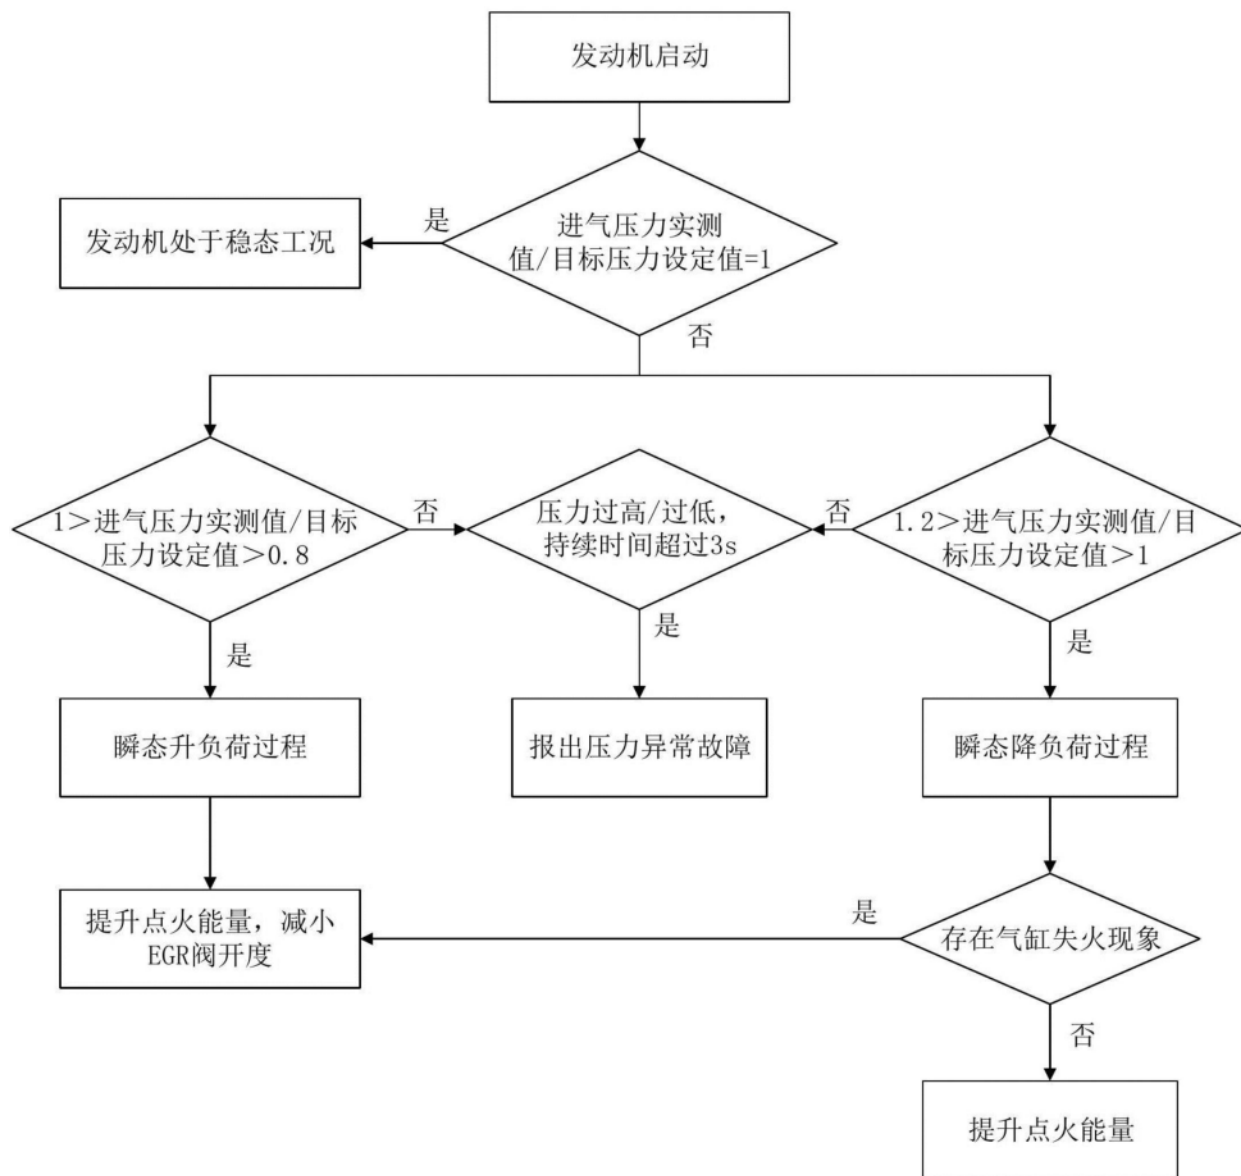 发动机启动
是
进气压力实测
值/目标压力设定值=1
发动机处于稳态工况
否
1＞进气压力实测值/目标
压力设定值＞0.8
否
压力过高/过低，
持续时间超过3s
否
1.2＞进气压力实测值/目
标压力设定值＞1
是
是
是
瞬态升负荷过程
报出压力异常故障
瞬态降负荷过程
提升点火能量，减小
EGR阀开度
是
存在气缸失火现象
否
提升点火能量